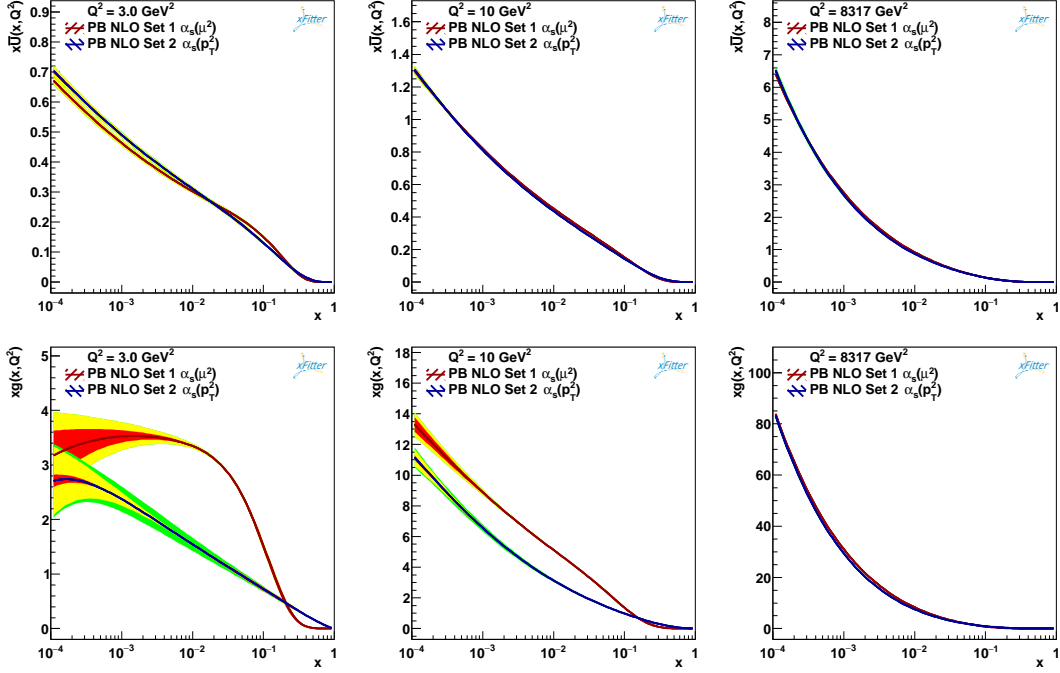 Q² = 3.0 GeV²
PB NLO Set 1 αₛ(μ²)
PB NLO Set 2 αₛ(p_T²)
xFitter
xU̅(x,Q²)
0.9
0.8
0.7
0.6
0.5
0.4
0.3
0.2
0.1
0
10⁻⁴ 10⁻³ 10⁻² 10⁻¹ 1
x
Q² = 10 GeV²
PB NLO Set 1 αₛ(μ²)
PB NLO Set 2 αₛ(p_T²)
xFitter
xU̅(x,Q²)
1.6
1.4
1.2
1
0.8
0.6
0.4
0.2
0
10⁻⁴ 10⁻³ 10⁻² 10⁻¹ 1
x
Q² = 8317 GeV²
PB NLO Set 1 αₛ(μ²)
PB NLO Set 2 αₛ(p_T²)
xFitter
xU̅(x,Q²)
8
7
6
5
4
3
2
1
0
10⁻⁴ 10⁻³ 10⁻² 10⁻¹ 1
x
Q² = 3.0 GeV²
PB NLO Set 1 αₛ(μ²)
PB NLO Set 2 αₛ(p_T²)
xFitter
xg(x,Q²)
5
4
3
2
1
0
10⁻⁴ 10⁻³ 10⁻² 10⁻¹ 1
x
Q² = 10 GeV²
PB NLO Set 1 αₛ(μ²)
PB NLO Set 2 αₛ(p_T²)
xFitter
xg(x,Q²)
18
16
14
12
10
8
6
4
2
0
10⁻⁴ 10⁻³ 10⁻² 10⁻¹ 1
x
Q² = 8317 GeV²
PB NLO Set 1 αₛ(μ²)
PB NLO Set 2 αₛ(p_T²)
xFitter
xg(x,Q²)
100
80
60
40
20
0
10⁻⁴ 10⁻³ 10⁻² 10⁻¹ 1
x